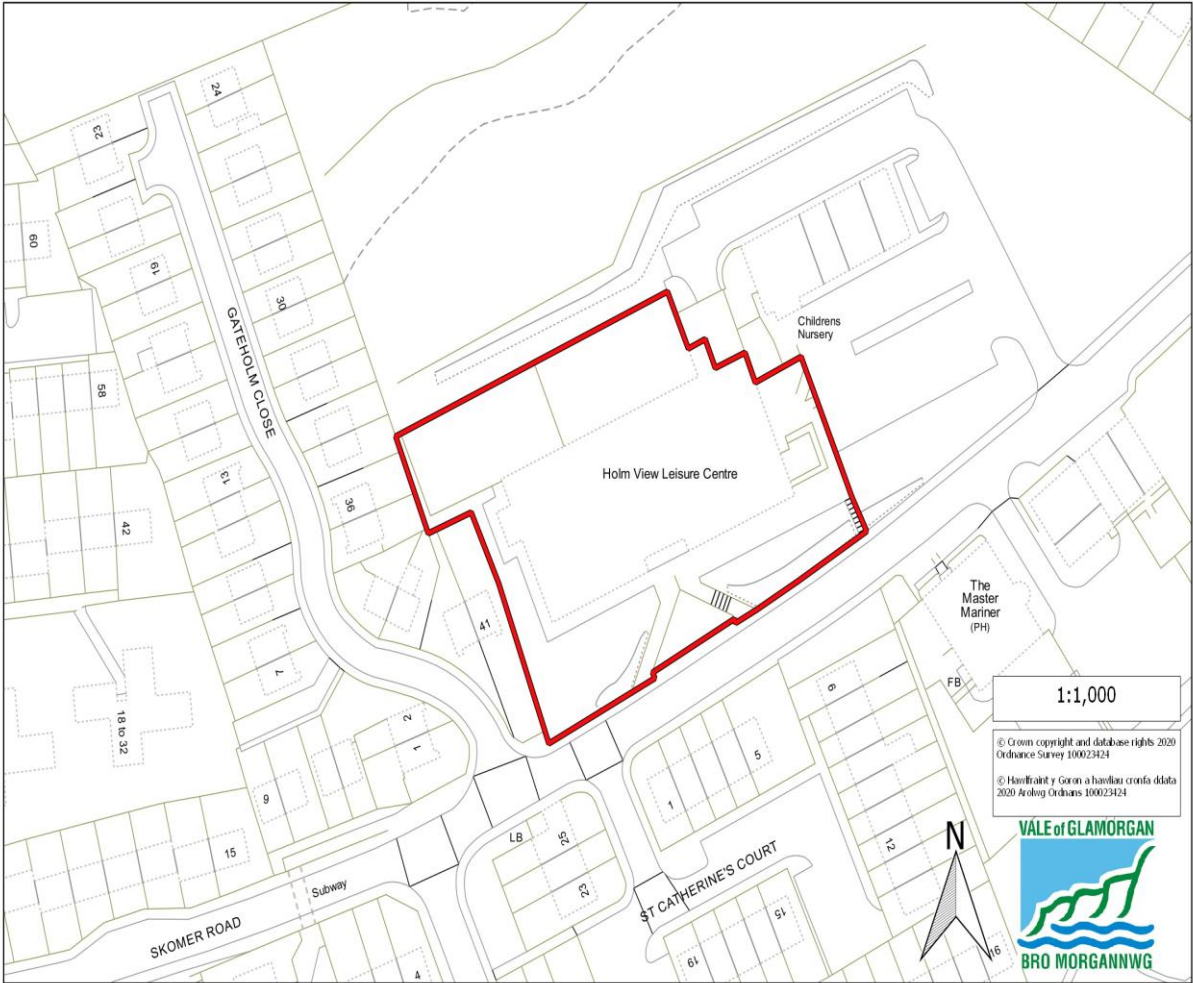 24
23
60
19
30
GATEHOLM CLOSE
Childrens
Nursery
58
Holm View Leisure Centre
13
36
42
The
Master
Mariner
(PH)
41
7
FB
9
18 to 32
2
1
5
1
1:1,000
© Crown copyright and database rights 2020
Ordnance Survey 100023424
© Hawlfraint y Goron a hawliau cronfa ddata
2020 Arolwg Ordnans 100023424
9
15
LB
25
23
12
N
VALE of GLAMORGAN
Subway
ST CATHERINE'S COURT
SKOMER ROAD
15
19
16
4
BRO MORGANNWG